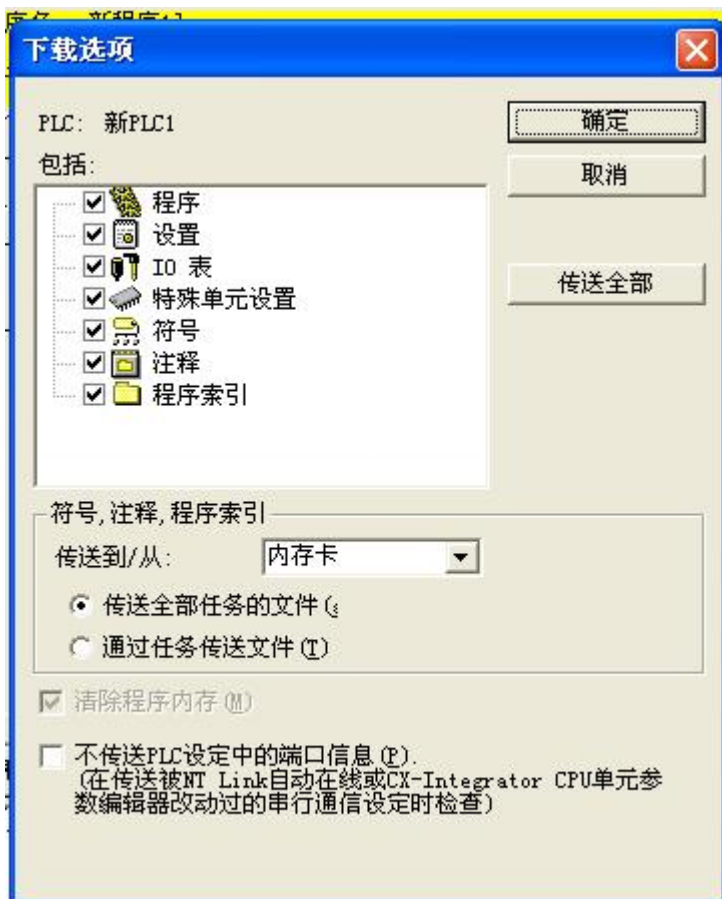 下载选项
PLC: 新PLC1
确定
包括:
取消
程序
设置
IO 表
传送全部
特殊单元设置
符号
注释
程序索引
符号,注释,程序索引
传送到/从:
内存卡
传送全部任务的文件(
通过任务传送文件(T)
清除程序内存(M)
不传送PLC设定中的端口信息(P).
(在传送被NT Link自动在线或CX-Integrator CPU单元参
数编辑器改动过的串行通信设定时检查)